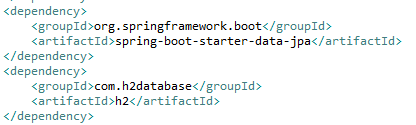 <dependency>
<groupId>org.springframework.boot</groupId>
<artifactId>spring-boot-starter-data-jpa</artifactId>
</dependency>
<dependency>
<groupId>com.h2database</groupId>
<artifactId>h2</artifactId>
</dependency>